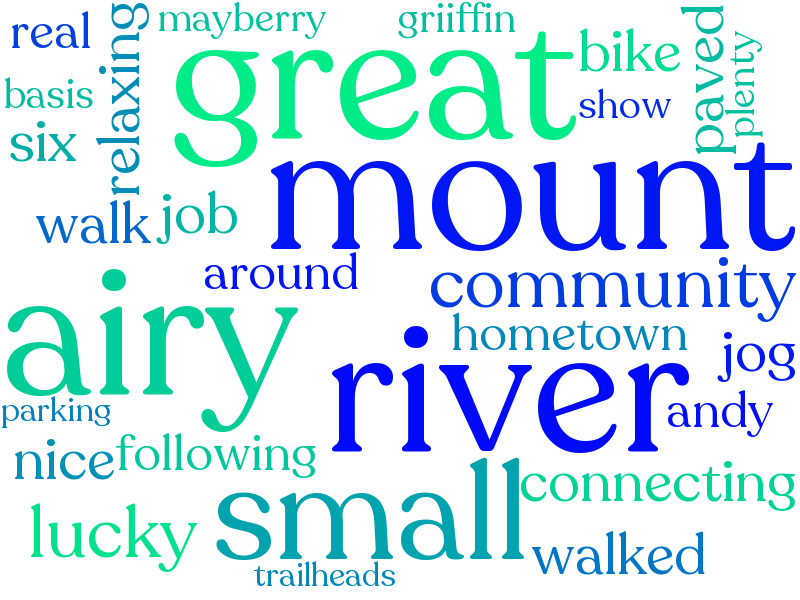 real
mayberry
griiffin
great
bike
paved
plenty
relaxing
basis
show
six
mount
walk
job
around
community
airy
hometown
river
jog
andy
parking
nice
following
small
connecting
lucky
walked
trailheads